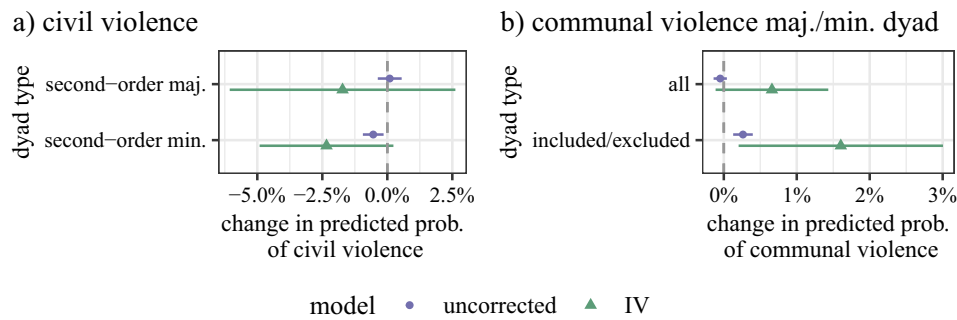 a) civil violence
dyad type
second−order maj.
second−order min.
−5.0% −2.5% 0.0% 2.5%
change in predicted prob.
of civil violence
b) communal violence maj./min. dyad
dyad type
all
included/excluded
0% 1% 2% 3%
change in predicted prob.
of communal violence
model uncorrected IV